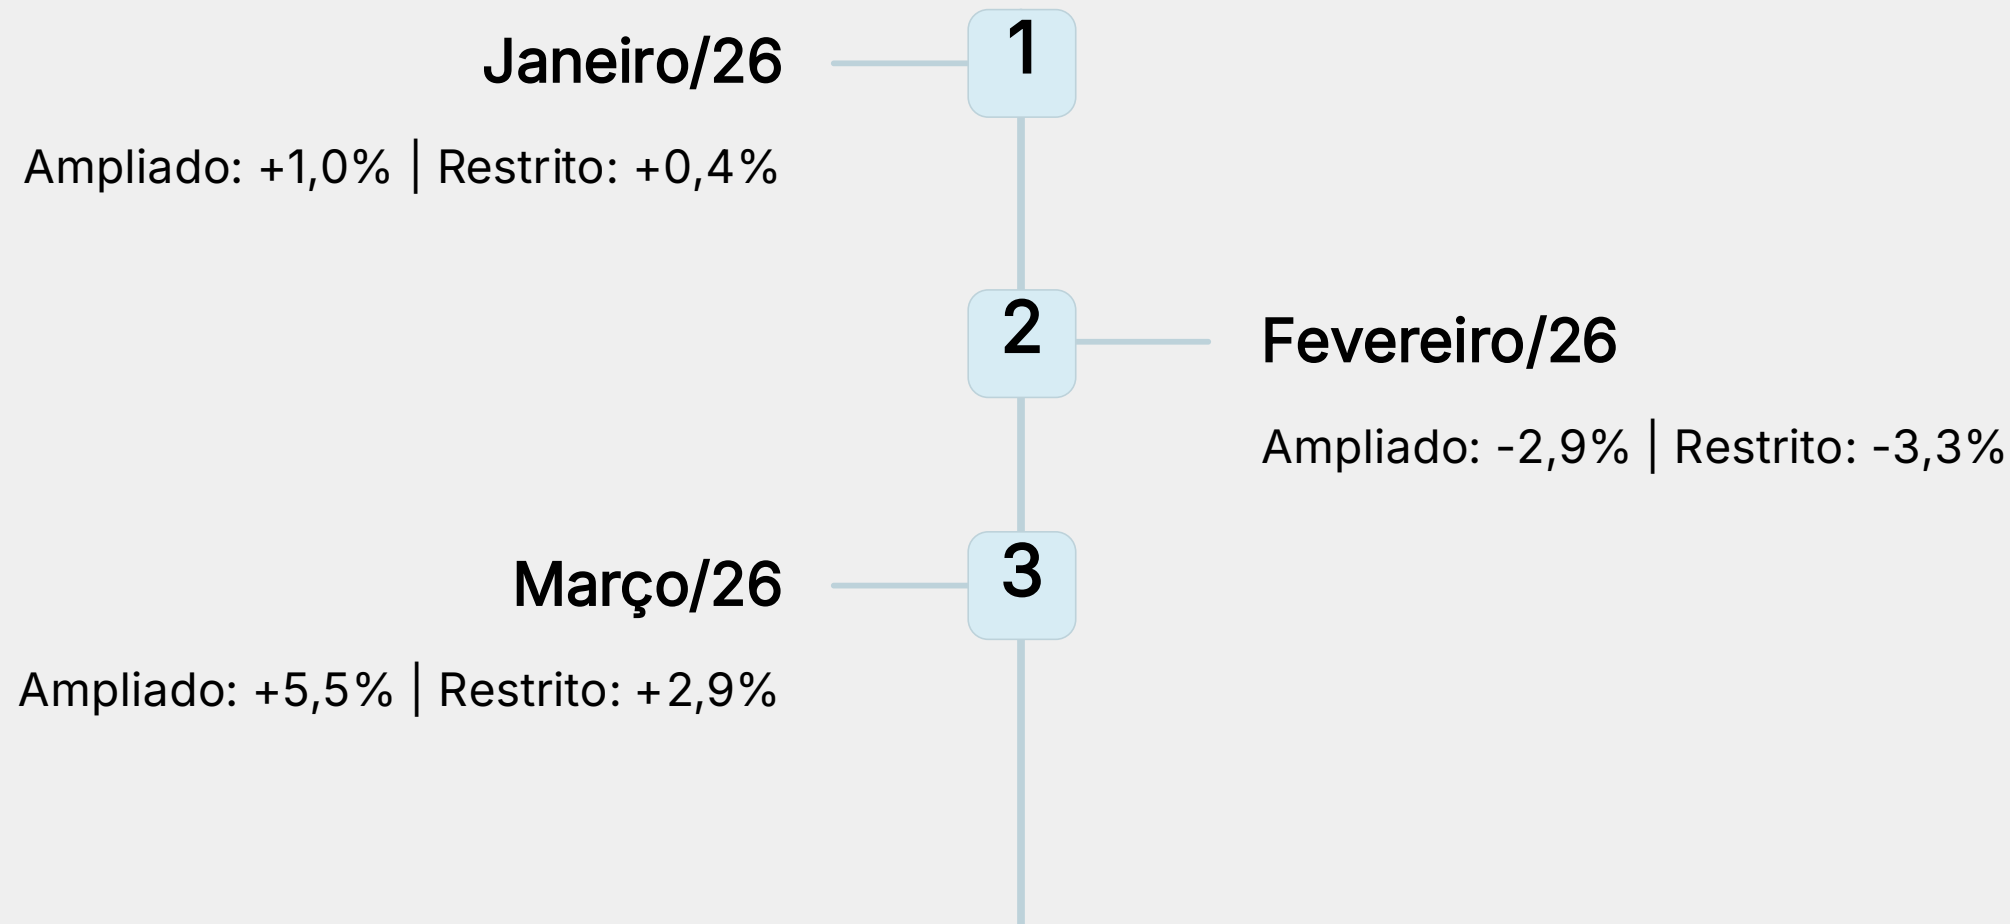 1
Janeiro/26
Ampliado: +1,0% | Restrito: +0,4%
2
Fevereiro/26
Ampliado: -2,9% | Restrito: -3,3%
3
Março/26
Ampliado: +5,5% | Restrito: +2,9%